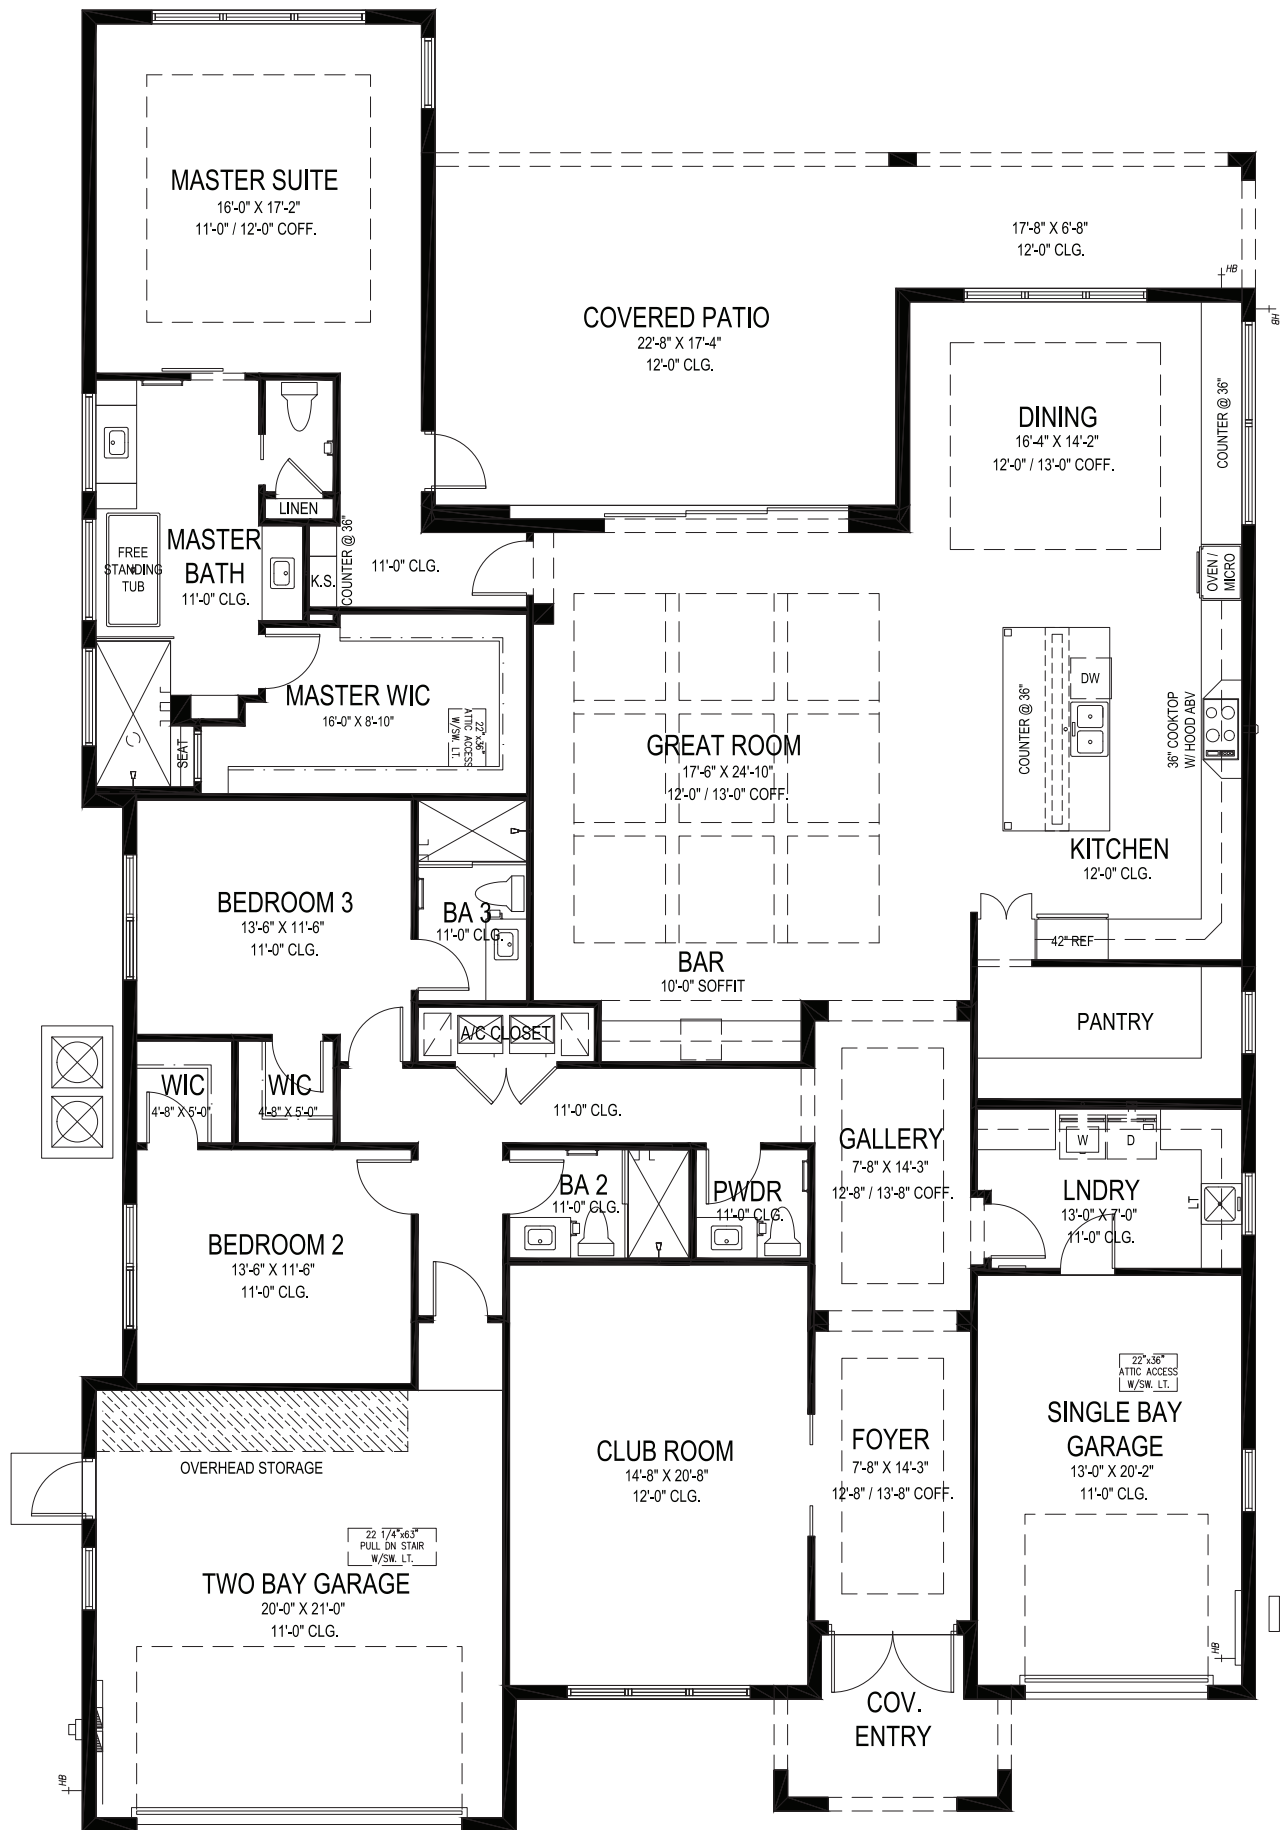 MASTER SUITE
16'-0" X 17'-2"
11'-0" / 12'-0" COFF.
17'-8" X 6'-8"
12'-0" CLG.
HB
HB
COVERED PATIO
22'-8" X 17'-4"
12'-0" CLG.
DINING
16'-4" X 14'-2"
12'-0" / 13'-0" COFF.
COUNTER @ 36"
LINEN
MASTER
BATH
11'-0" CLG.
FREE
STANDING
TUB
K.S.
COUNTER @ 36"
11'-0" CLG.
OVEN /
MICRO
MASTER WIC
16'-0" X 8'-10"
22"x36"
ATTIC ACCESS
W/SW. LT.
SEAT
GREAT ROOM
17'-6" X 24'-10"
12'-0" / 13'-0" COFF.
COUNTER @ 36"
DW
36" COOKTOP
W/ HOOD ABV
KITCHEN
12'-0" CLG.
42" REF
BEDROOM 3
13'-6" X 11'-6"
11'-0" CLG.
BA 3
11'-0" CLG.
BAR
10'-0" SOFFIT
PANTRY
A/C CLOSET
WIC
4'-8" X 5'-0"
WIC
4'-8" X 5'-0"
11'-0" CLG.
GALLERY
7'-8" X 14'-3"
12'-8" / 13'-8" COFF.
W
D
LNDRY
13'-0" X 7'-0"
11'-0" CLG.
LT
BA 2
11'-0" CLG.
PWDR
11'-0" CLG.
BEDROOM 2
13'-6" X 11'-6"
11'-0" CLG.
22"x36"
ATTIC ACCESS
W/SW. LT.
SINGLE BAY
GARAGE
13'-0" X 20'-2"
11'-0" CLG.
HB
OVERHEAD STORAGE
CLUB ROOM
14'-8" X 20'-8"
12'-0" CLG.
FOYER
7'-8" X 14'-3"
12'-8" / 13'-8" COFF.
22 1/4"x63"
PULL DN STAIR
W/SW. LT.
TWO BAY GARAGE
20'-0" X 21'-0"
11'-0" CLG.
COV.
ENTRY
HB